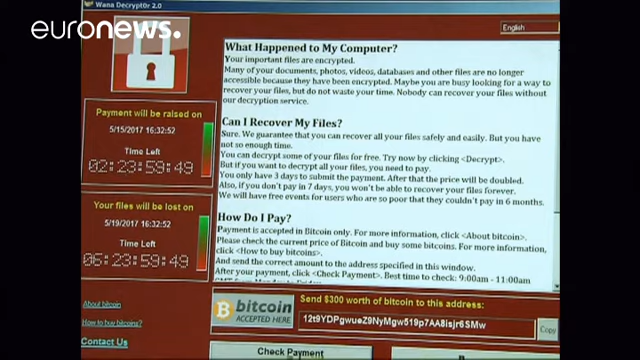 Wana Decrypt0r 2.0
euronews.
English
What Happened to My Computer?
Your important files are encrypted.
Many of your documents, photos, videos, databases and other files are no longer
accessible because they have been encrypted. Maybe you are busy looking for a way to
recover your files, but do not waste your time. Nobody can recover your files without
our decryption service.
Can I Recover My Files?
Sure. We guarantee that you can recover all your files safely and easily. But you have
not so enough time.
You can decrypt some of your files for free. Try now by clicking <Decrypt>.
But if you want to decrypt all your files, you need to pay.
You only have 3 days to submit the payment. After that the price will be doubled.
Also, if you don't pay in 7 days, you won't be able to recover your files forever.
We will have free events for users who are so poor that they couldn't pay in 6 months.
How Do I Pay?
Payment is accepted in Bitcoin only. For more information, click <About bitcoin>.
Please check the current price of Bitcoin and buy some bitcoins. For more information,
click <How to buy bitcoins>.
And send the correct amount to the address specified in this window.
After your payment, click <Check Payment>. Best time to check: 9:00am - 11:00am
Payment will be raised on
5/15/2017 16:32:52
Time Left
02:23:59:49
Your files will be lost on
5/19/2017 16:32:52
Time Left
06:23:59:49
About bitcoin
How to buy bitcoins?
Contact Us
bitcoin
ACCEPTED HERE
Send $300 worth of bitcoin to this address:
12t9YDPgwueZ9NyMgw519p7AA8isjr6SMw
Copy
Check Payment